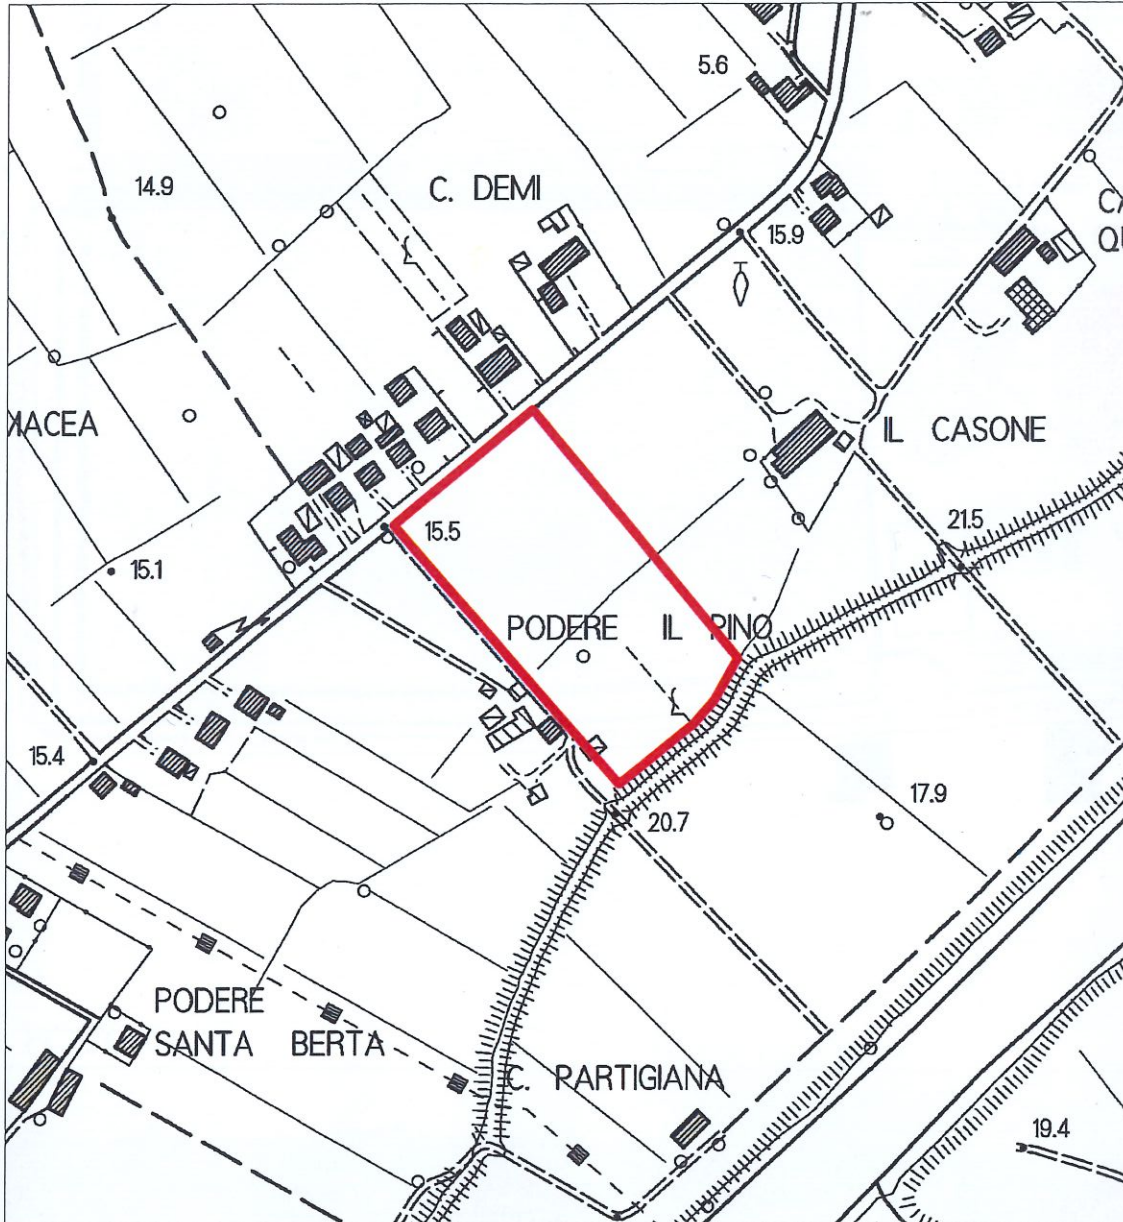 5.6
14.9
C. DEMI
15.9
MACEA
IL CASONE
21.5
15.5
15.1
PODERE IL PINO
15.4
17.9
20.7
PODERE
SANTA BERTA
C. PARTIGIANA
19.4